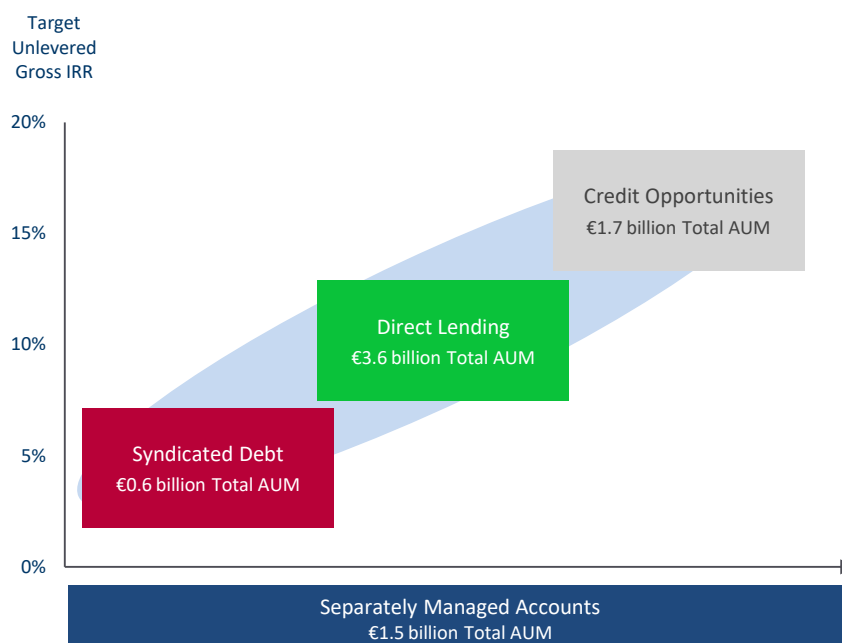 Target
Unlevered
Gross IRR
20%
15%
10%
5%
0%
Credit Opportunities
€1.7 billion Total AUM
Direct Lending
€3.6 billion Total AUM
Syndicated Debt
€0.6 billion Total AUM
Separately Managed Accounts
€1.5 billion Total AUM